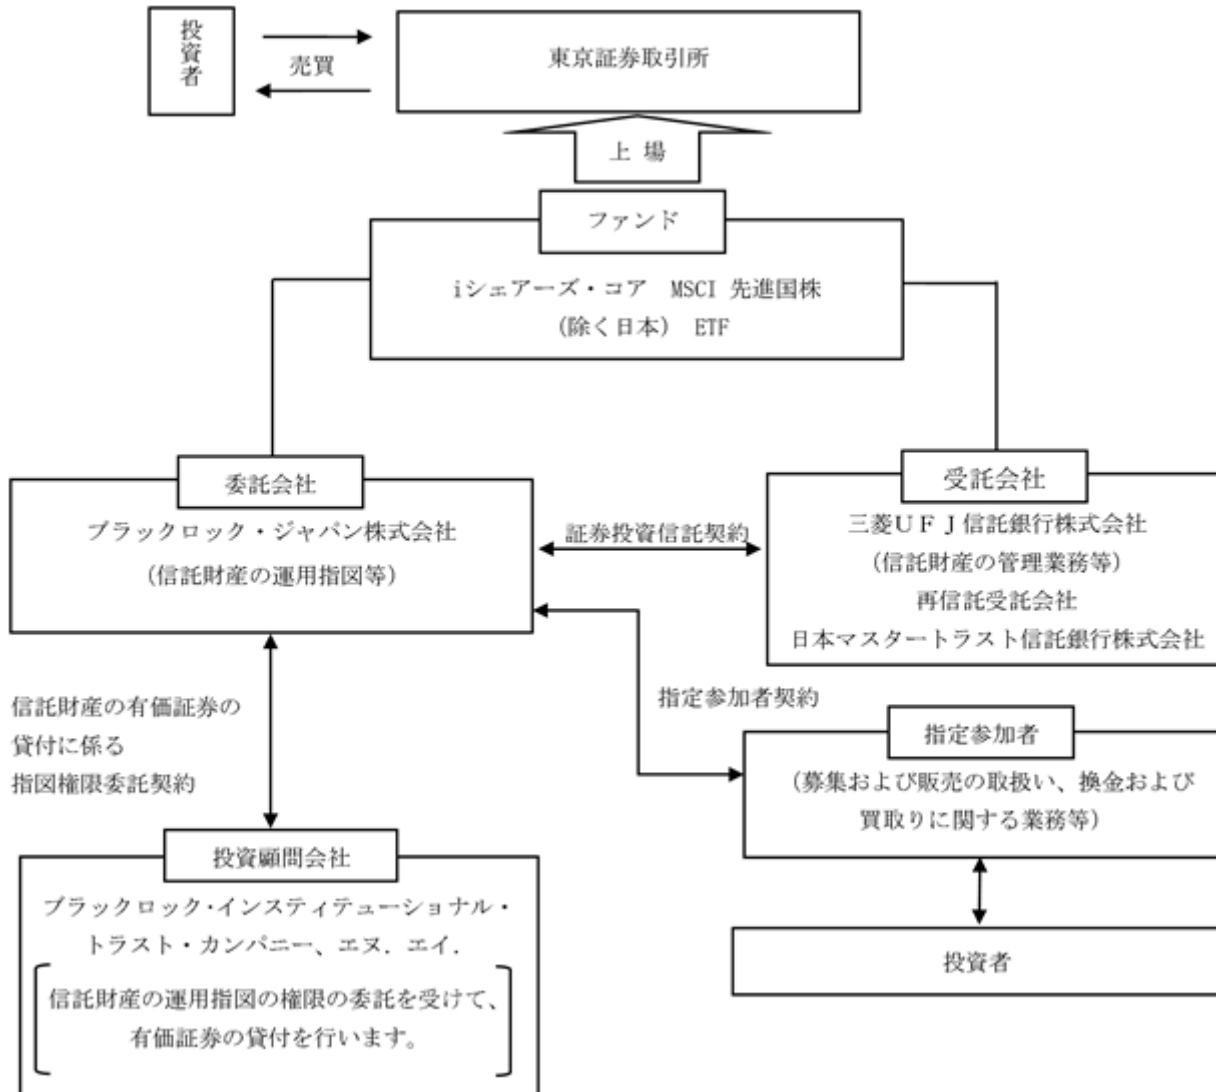 投資者
売買
東京証券取引所
上 場
ファンド
iシェアーズ・コア　MSCI 先進国株
(除く日本)　ETF
委託会社
ブラックロック・ジャパン株式会社
(信託財産の運用指図等)
証券投資信託契約
受託会社
三菱ＵＦＪ信託銀行株式会社
(信託財産の管理業務等)
再信託受託会社
日本マスタートラスト信託銀行株式会社
信託財産の有価証券の
貸付に係る
指図権限委託契約
指定参加者契約
指定参加者
(募集および販売の取扱い、換金および
買取りに関する業務等)
投資顧問会社
ブラックロック・インスティテューショナル・
トラスト・カンパニー、エヌ．エイ．
信託財産の運用指図の権限の委託を受けて、
有価証券の貸付を行います。
投資者